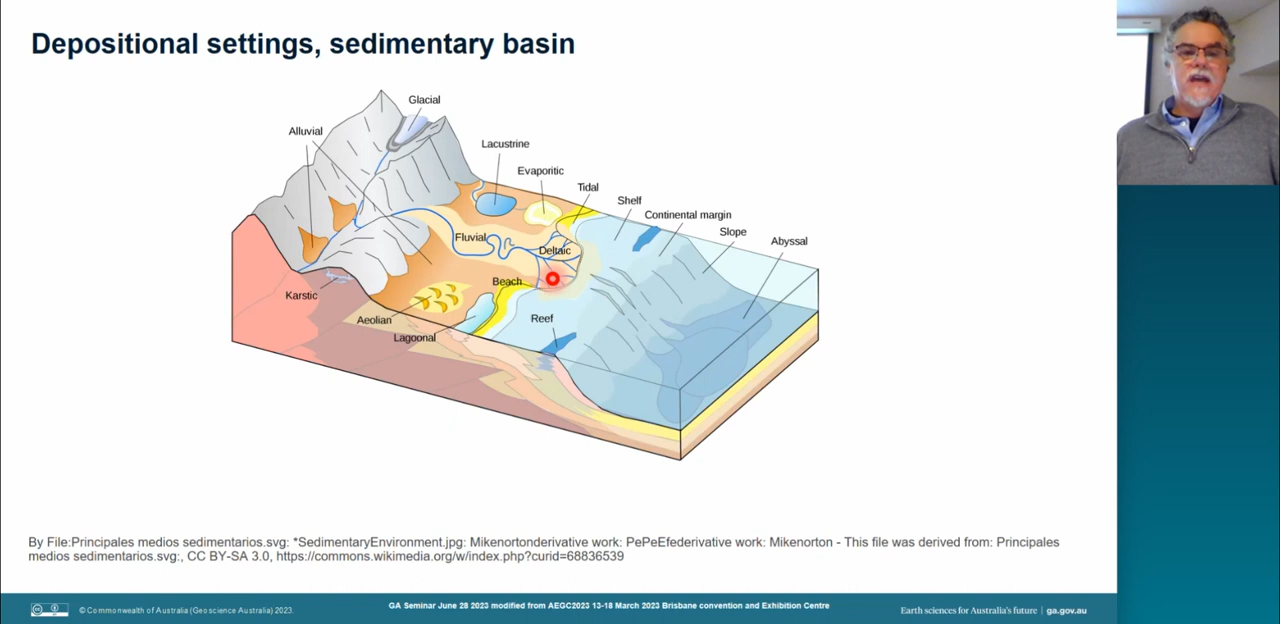 Depositional settings, sedimentary basin
Glacial
Alluvial
Lacustrine
Evaporitic
Tidal
Shelf
Continental margin
Slope
Abyssal
Fluvial
Deltaic
Beach
Karstic
Aeolian
Lagoonal
Reef
By File:Principales medios sedimentarios.svg: *SedimentaryEnvironment.jpg: Mikenortonderivative work: PePeEfederivative work: Mikenorton - This file was derived from: Principales
medios sedimentarios.svg:, CC BY-SA 3.0, https://commons.wikimedia.org/w/index.php?curid=68836539
© Commonwealth of Australia (Geoscience Australia) 2023.
GA Seminar June 28 2023 modified from AEGC2023 13-18 March 2023 Brisbane convention and Exhibition Centre
Earth sciences for Australia's future | ga.gov.au